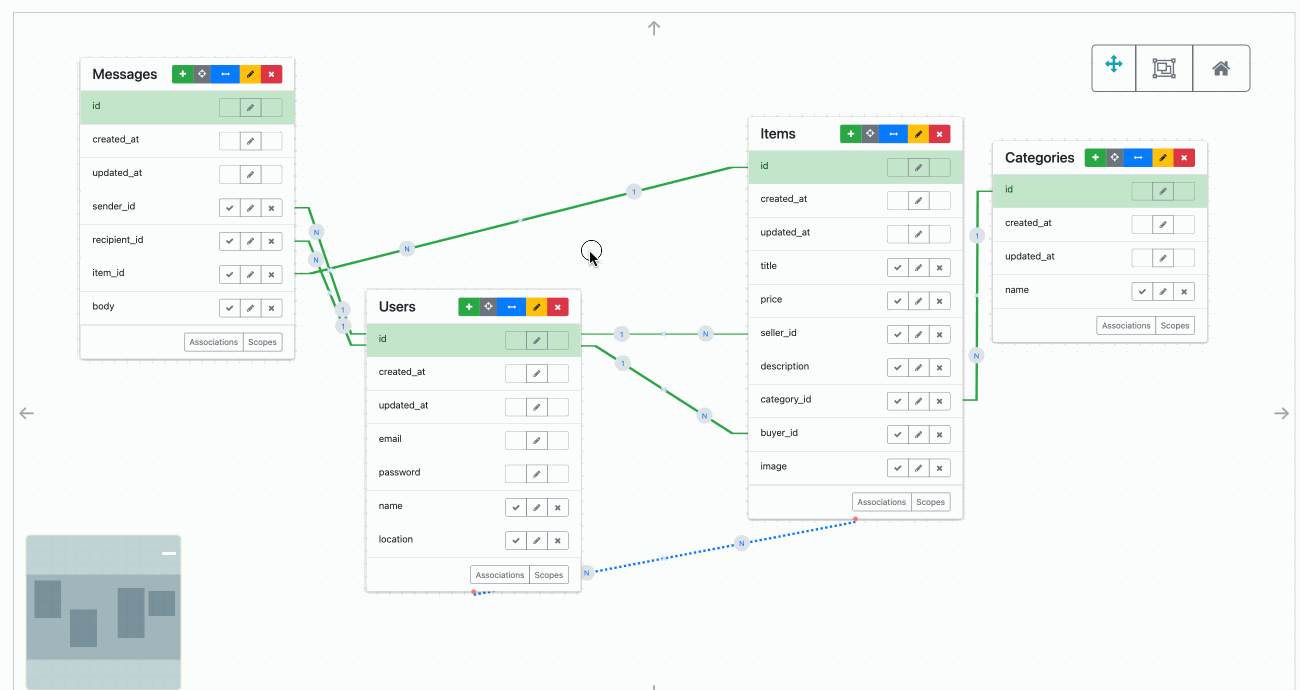 Messages
id
created_at
updated_at
sender_id
recipient_id
item_id
body
Associations Scopes
Users
id
created_at
updated_at
email
password
name
location
Associations Scopes
Items
id
created_at
updated_at
title
price
seller_id
description
category_id
buyer_id
image
Associations Scopes
Categories
id
created_at
updated_at
name
Associations Scopes
N
N
N
1
1
1
1
N
1
N
1
N
N
N